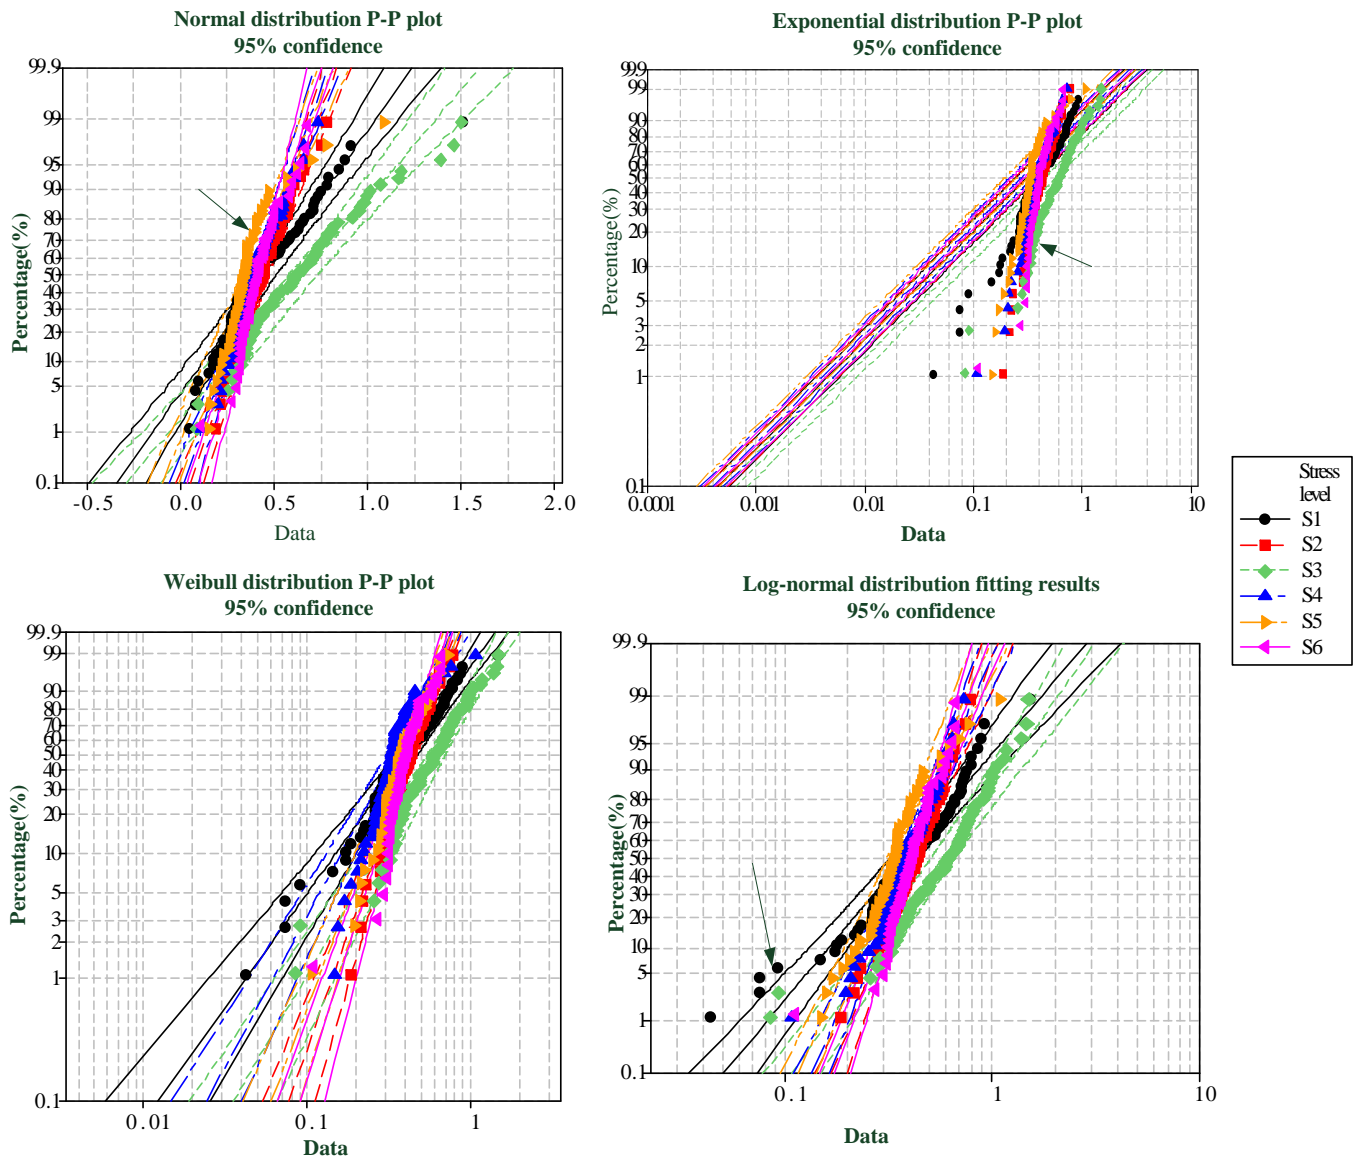 Normal distribution P-P plot
95% confidence
99.9
99
95
90
80
70
60
50
40
30
20
10
5
1
0.1
Percentage(%)
-0.5 0.0 0.5 1.0 1.5 2.0
Data
Exponential distribution P-P plot
95% confidence
99.9
99
90
80
70
60
50
40
30
20
10
5
3
2
1
0.1
Percentage(%)
0.0001 0.001 0.1 0.1 1 10
Data
Weibull distribution P-P plot
95% confidence
99.9
99
90
80
70
60
50
40
30
20
10
5
3
2
1
0.1
Percentage(%)
0.01 0.1 1
Data
Log-normal distribution fitting results
95% confidence
99.9
99
95
90
80
70
60
50
40
30
20
10
5
1
0.1
Percentage(%)
0.1 1 10
Data
Stress
level
S1
S2
S3
S4
S5
S6